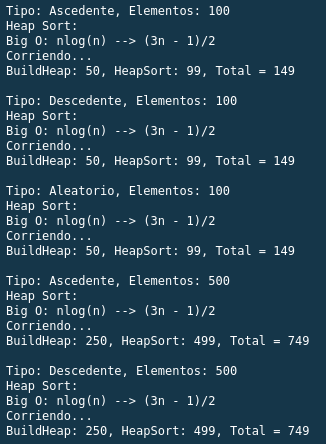 Tipo: Ascedente, Elementos: 100
Heap Sort:
Big O: nlog(n) --> (3n - 1)/2
Corriendo...
BuildHeap: 50, HeapSort: 99, Total = 149
Tipo: Descedente, Elementos: 100
Heap Sort:
Big O: nlog(n) --> (3n - 1)/2
Corriendo...
BuildHeap: 50, HeapSort: 99, Total = 149
Tipo: Aleatorio, Elementos: 100
Heap Sort:
Big O: nlog(n) --> (3n - 1)/2
Corriendo...
BuildHeap: 50, HeapSort: 99, Total = 149
Tipo: Ascedente, Elementos: 500
Heap Sort:
Big O: nlog(n) --> (3n - 1)/2
Corriendo...
BuildHeap: 250, HeapSort: 499, Total = 749
Tipo: Descedente, Elementos: 500
Heap Sort:
Big O: nlog(n) --> (3n - 1)/2
Corriendo...
BuildHeap: 250, HeapSort: 499, Total = 749